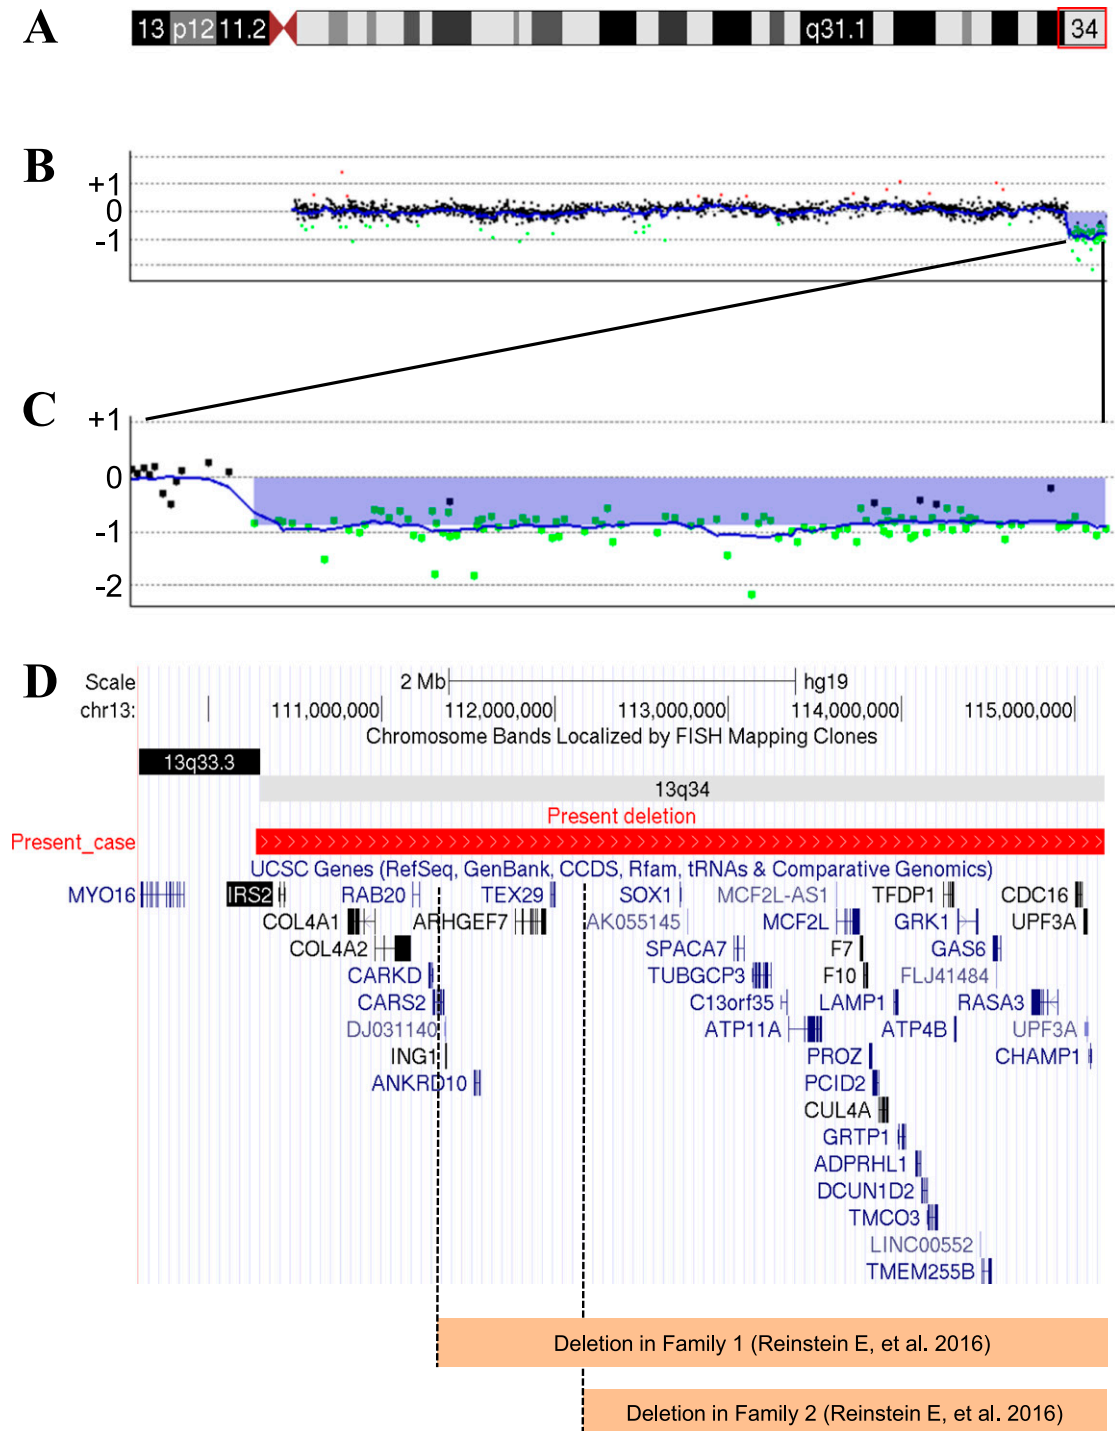 A
13 p12 11.2 q31.1 34
B
+1
0
-1
C
+1
0
-1
-2
D
Scale 2 Mb hg19
chr13: 111,000,000 112,000,000 113,000,000 114,000,000 115,000,000
Chromosome Bands Localized by FISH Mapping Clones
13q33.3
13q34
Present deletion
Present_case
UCSC Genes (RefSeq, GenBank, CCDS, Rfam, tRNAs & Comparative Genomics)
MYO16 IRS2 RAB20 TEX29 SOX1 MCF2L-AS1 TFDP1 CDC16
COL4A1 ARHGEF7 AK055145 MCF2L GRK1 UPF3A
COL4A2 SPACA7 F7 GAS6
CARKD TUBGCP3 F10 FLJ41484
CARS2 C13orf35 LAMP1 RASA3
DJ031140 ATP11A ATP4B UPF3A
ING1 PROZ CHAMP1
ANKRD10 PCID2
CUL4A
GRTP1
ADPRHL1
DCUN1D2
TMCO3
LINC00552
TMEM255B
Deletion in Family 1 (Reinstein E, et al. 2016)
Deletion in Family 2 (Reinstein E, et al. 2016)